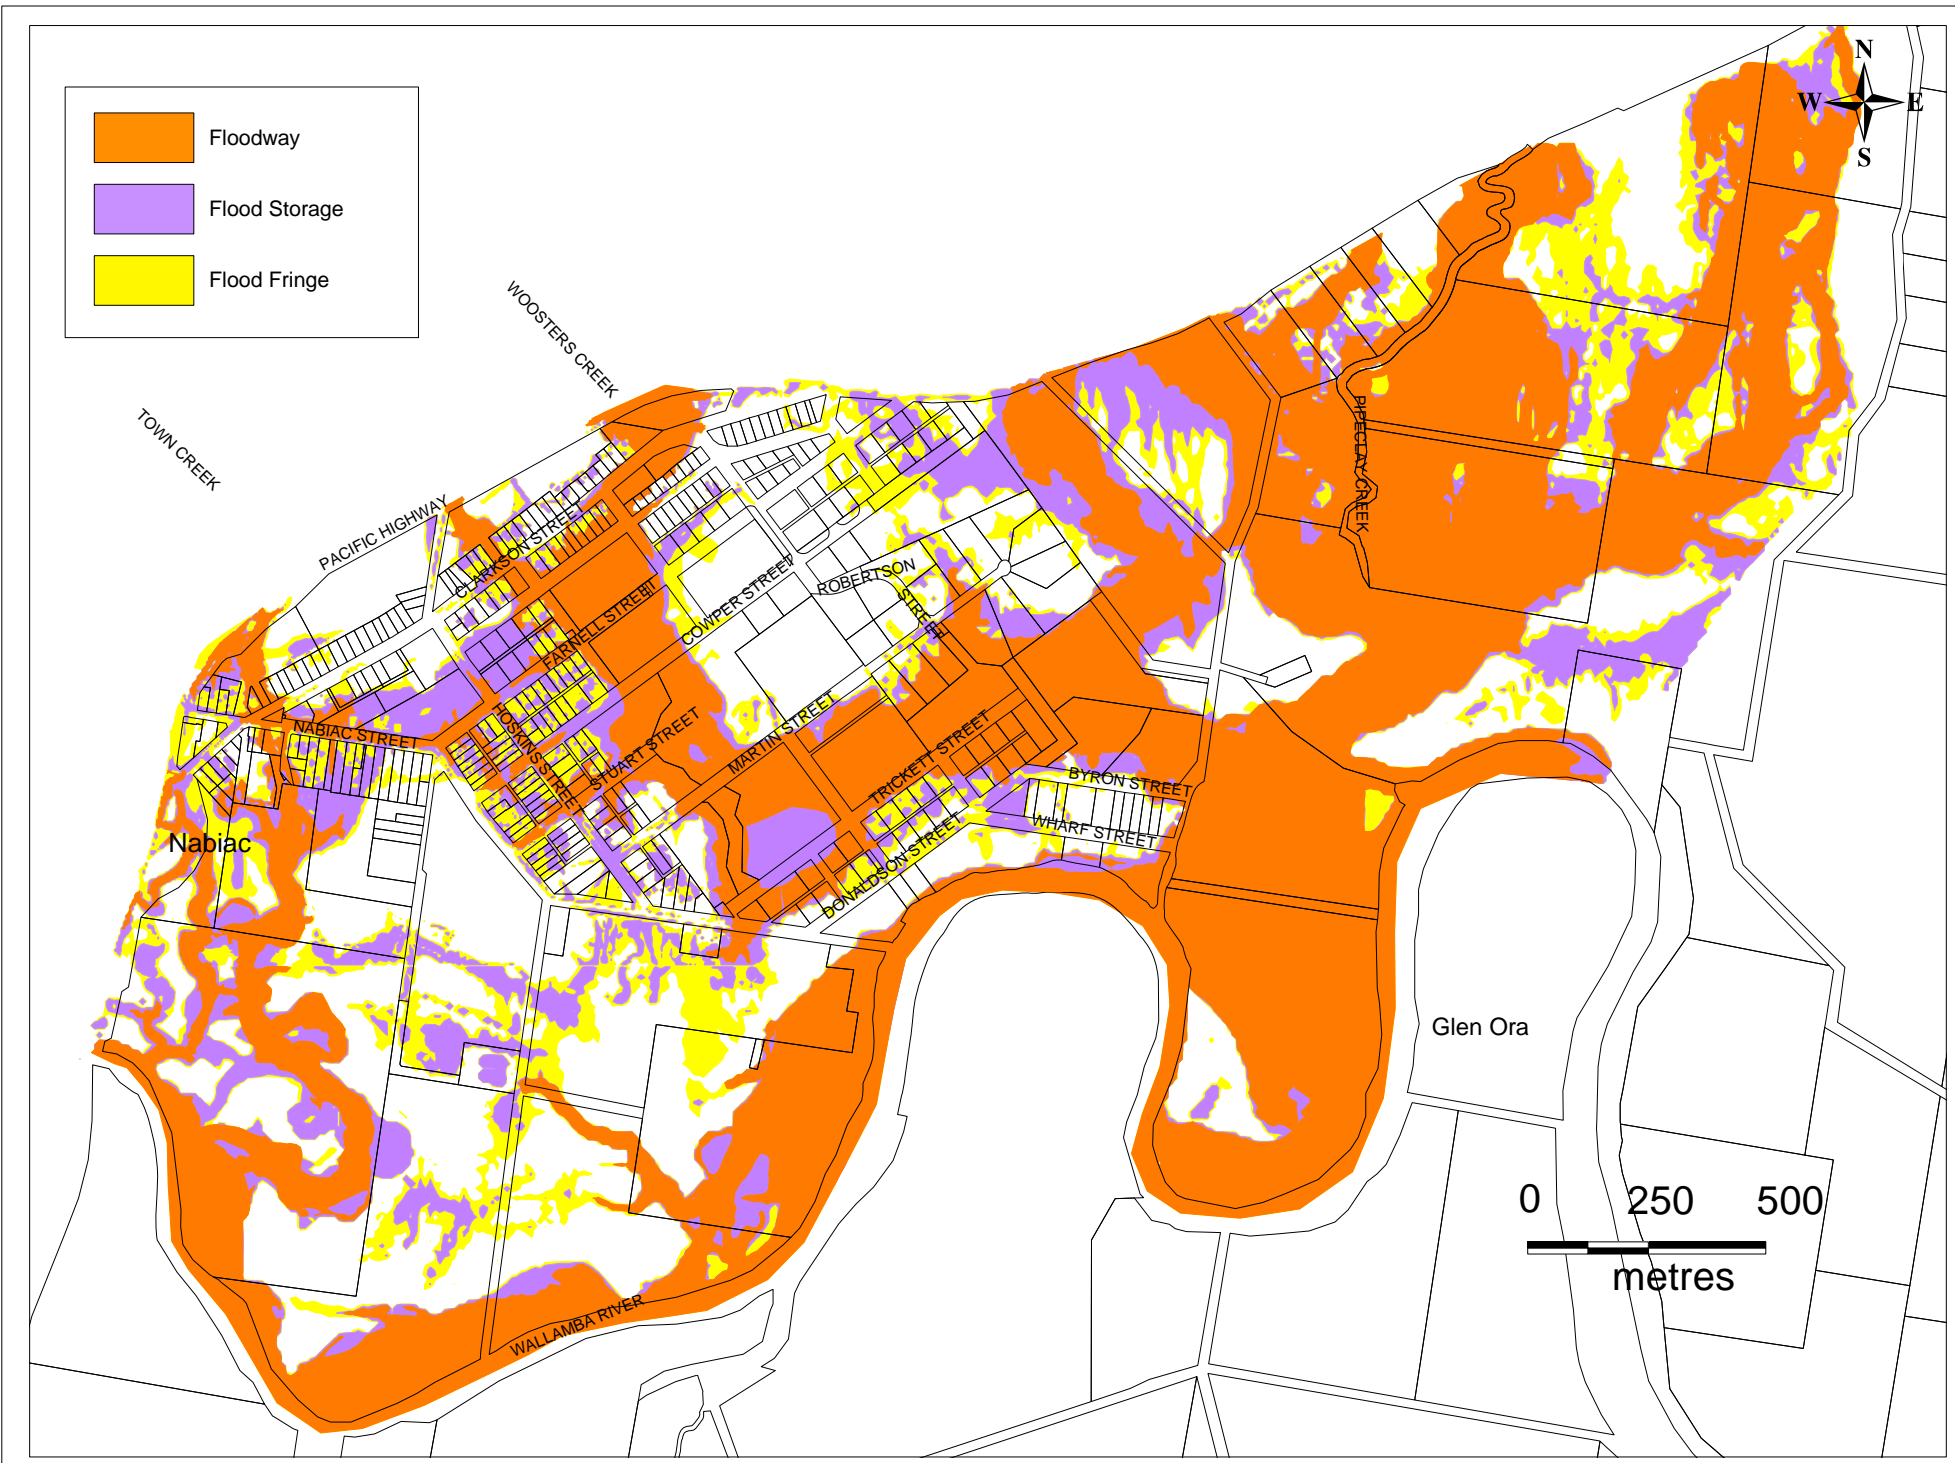 N
W
E
S
Floodway
Flood Storage
Flood Fringe
WOOSTERS CREEK
TOWN CREEK
PACIFIC HIGHWAY
CLARKSON STREET
PIPECLAY CREEK
FARNELL STREET
COWPER STREET
ROBERTSON
STREET
NABIAC STREET
HOSKINS STREET
STUART STREET
MARTIN STREET
TRICKETT STREET
BYRON STREET
WHARF STREET
DONALDSON STREET
Nabiac
Glen Ora
0 250 500
metres
WALLAMBA RIVER